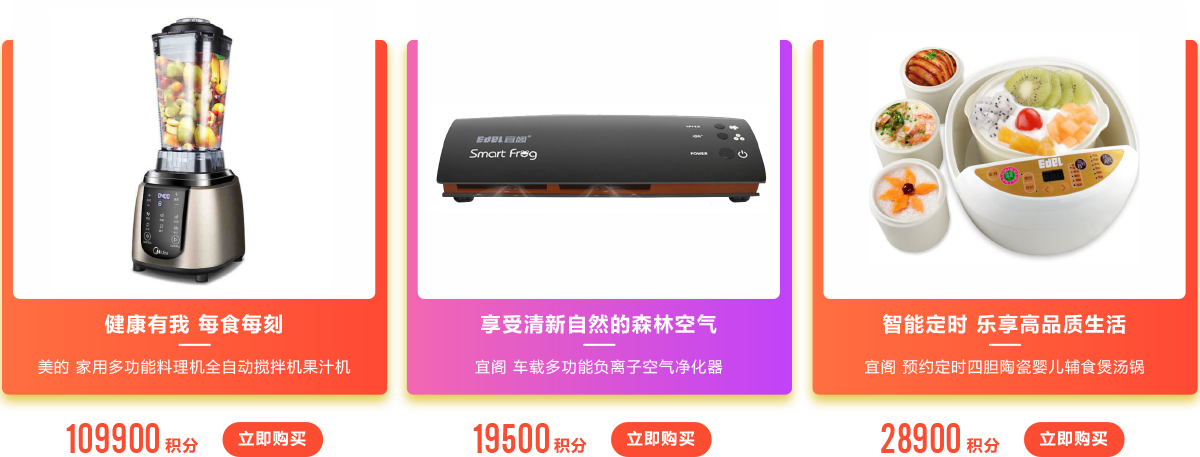 Edei 宜阁
Smart Frog
POWER
Edei
Midea
健康有我 每食每刻
美的 家用多功能料理机全自动搅拌机果汁机
109900 积分
立即购买
享受清新自然的森林空气
宜阁 车载多功能负离子空气净化器
19500 积分
立即购买
智能定时 乐享高品质生活
宜阁 预约定时四胆陶瓷婴儿辅食煲汤锅
28900 积分
立即购买